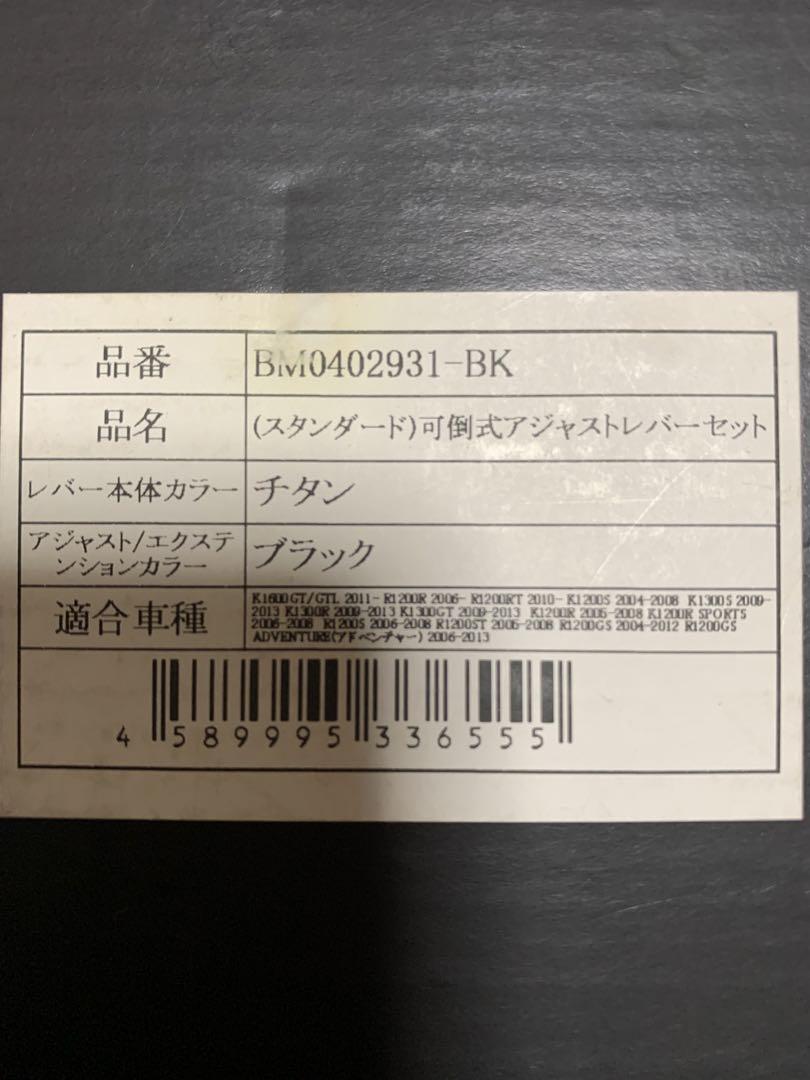 品番 BM0402931-BK
品名 (スタンダード)可倒式アジャストレバーセット
レバー本体カラー チタン
アジャスト/エクステ
ンションカラー ブラック
適合車種
K1600GT/GTL 2011- R1200R 2006- R1200RT 2010- K1200S 2004-2008 K1300S 2009-
2013 K1300R 2009-2013 K1300GT 2009-2013 K1200R 2005-2008 K1200R SPORTS
2006-2008 R1200S 2006-2008 R1200ST 2006-2008 R1200GS 2004-2012 R1200GS
ADVENTURE(アドベンチャー) 2006-2013
4 589995 336555